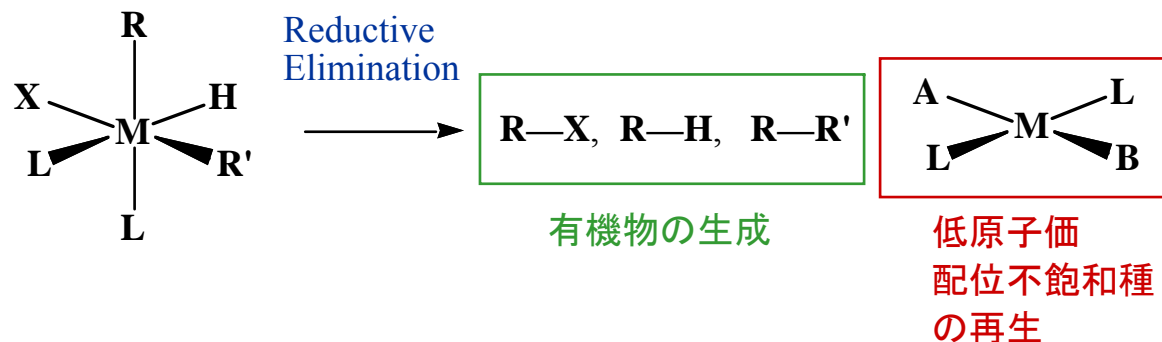 R
X
H
M
L
R'
L
Reductive
Elimination
R—X, R—H, R—R'
A
L
M
L
B
有機物の生成
低原子価
配位不飽和種
の再生